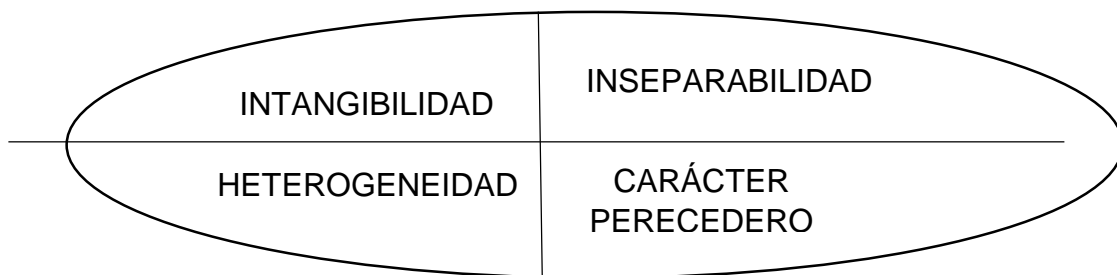 INTANGIBILIDAD
INSEPARABILIDAD
HETEROGENEIDAD
CARÁCTER
PERECEDERO